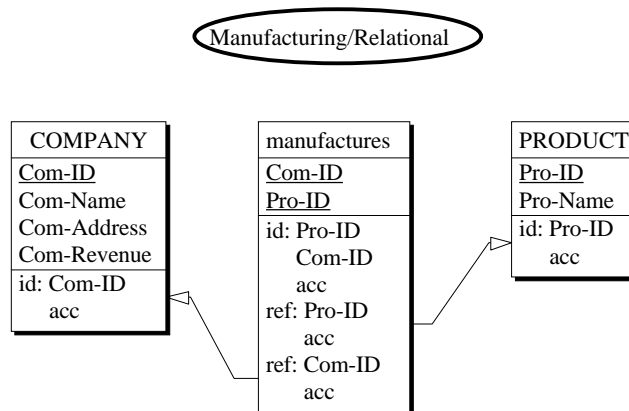 Manufacturing/Relational
COMPANY
Com-ID
Com-Name
Com-Address
Com-Revenue
id: Com-ID
acc
manufactures
Com-ID
Pro-ID
id: Pro-ID
Com-ID
acc
ref: Pro-ID
acc
ref: Com-ID
acc
PRODUCT
Pro-ID
Pro-Name
id: Pro-ID
acc